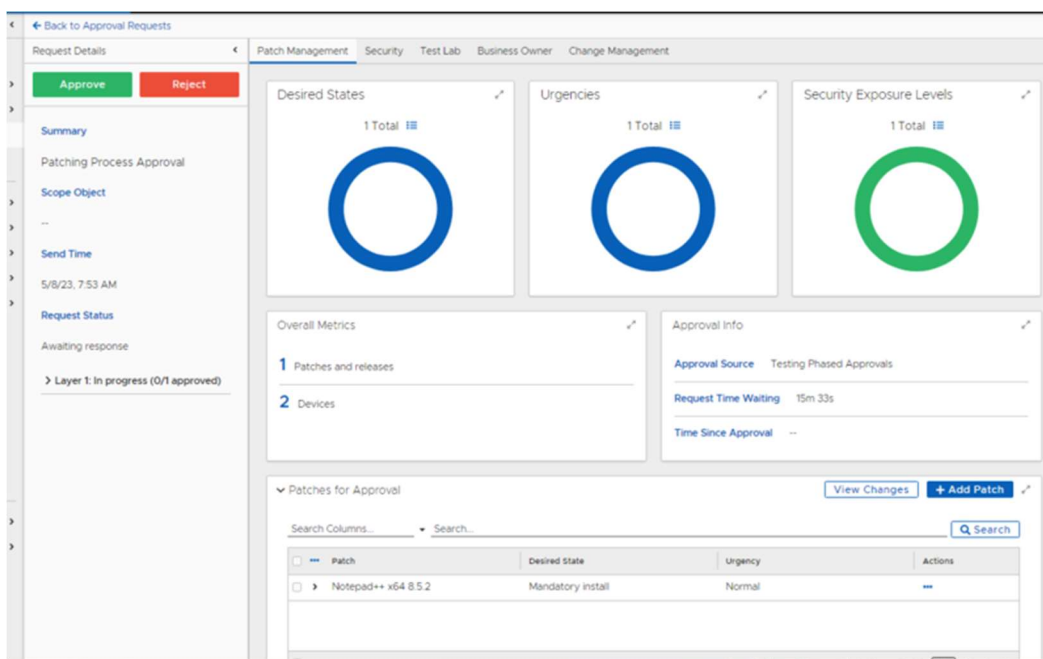 ← Back to Approval Requests
Request Details
Approve
Reject
Summary
Patching Process Approval
Scope Object
--
Send Time
5/8/23, 7:53 AM
Request Status
Awaiting response
Layer 1: In progress (0/1 approved)
Patch Management Security Test Lab Business Owner Change Management
Desired States
1 Total
Urgencies
1 Total
Security Exposure Levels
1 Total
Overall Metrics
1 Patches and releases
2 Devices
Approval Info
Approval Source Testing Phased Approvals
Request Time Waiting 15m 33s
Time Since Approval --
Patches for Approval
View Changes + Add Patch
Search Columns... Search... Search
Patch Desired State Urgency Actions
Notepad++ x64 8.5.2 Mandatory install Normal